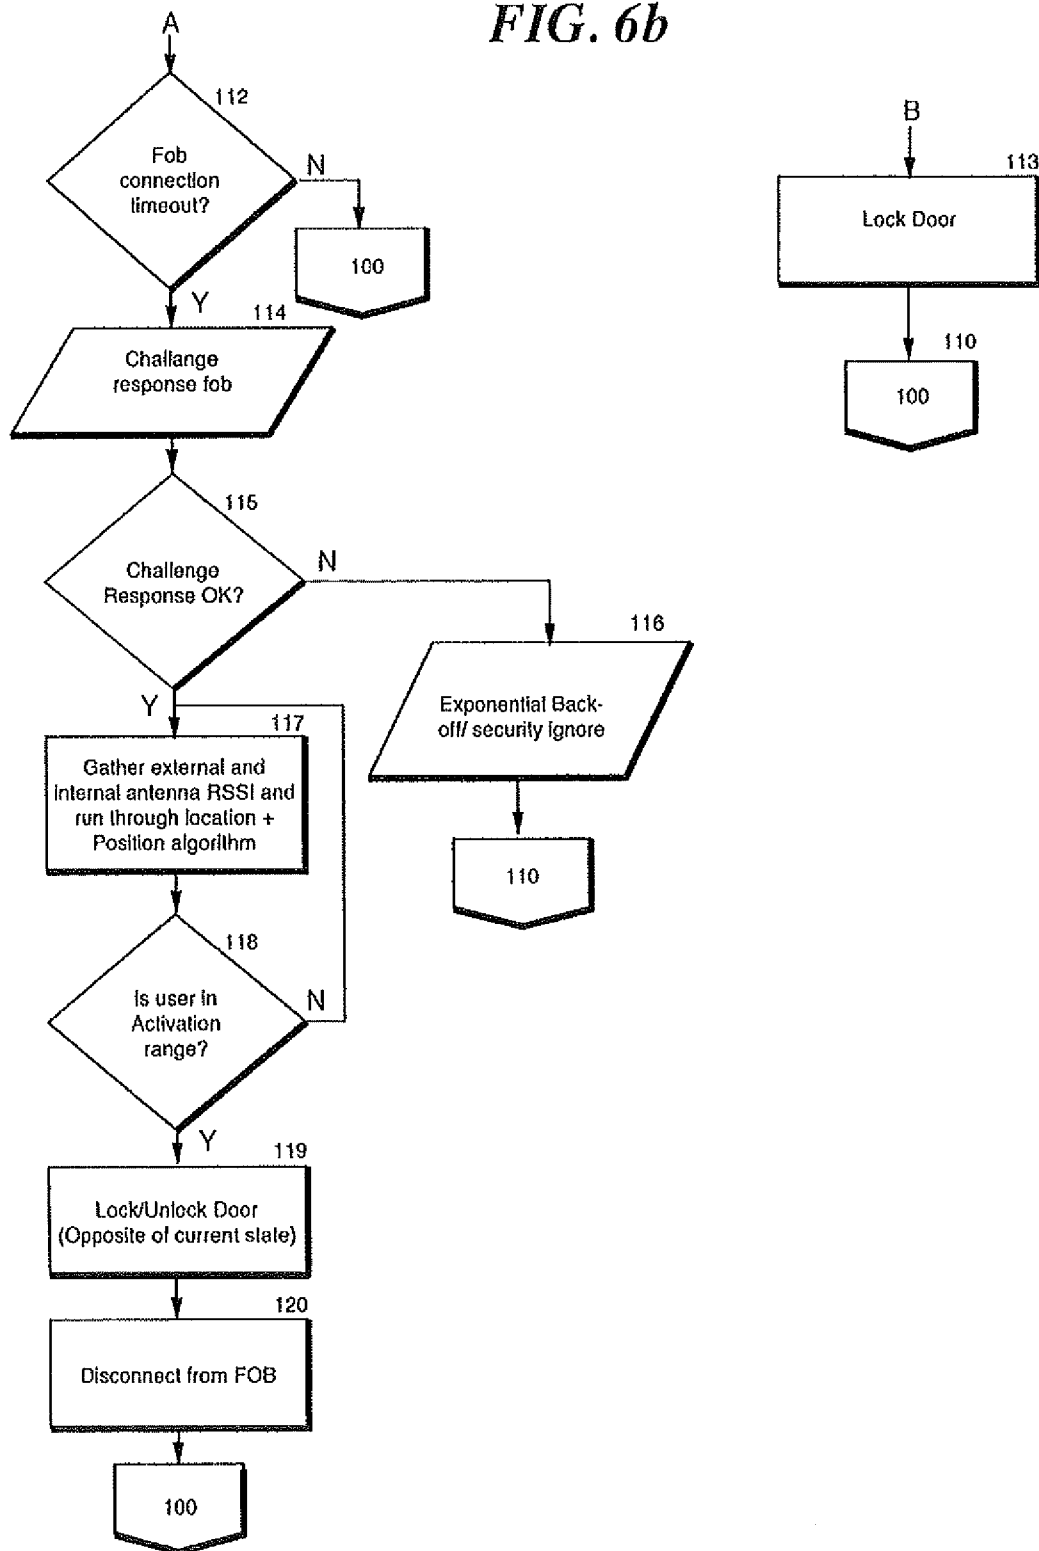 FIG. 6b
A
112
Fob
connection
timeout?
N
100
Y
114
Challange
response fob
115
Challenge
Response OK?
N
116
Exponential Back-
off/ security ignore
110
Y
117
Gather external and
Internal antenna RSSI and
run through location +
Position algorithm
118
Is user in
Activation
range?
N
Y
119
Lock/Unlock Door
(Opposite of current state)
120
Disconnect from FOB
100
B
113
Lock Door
110
100